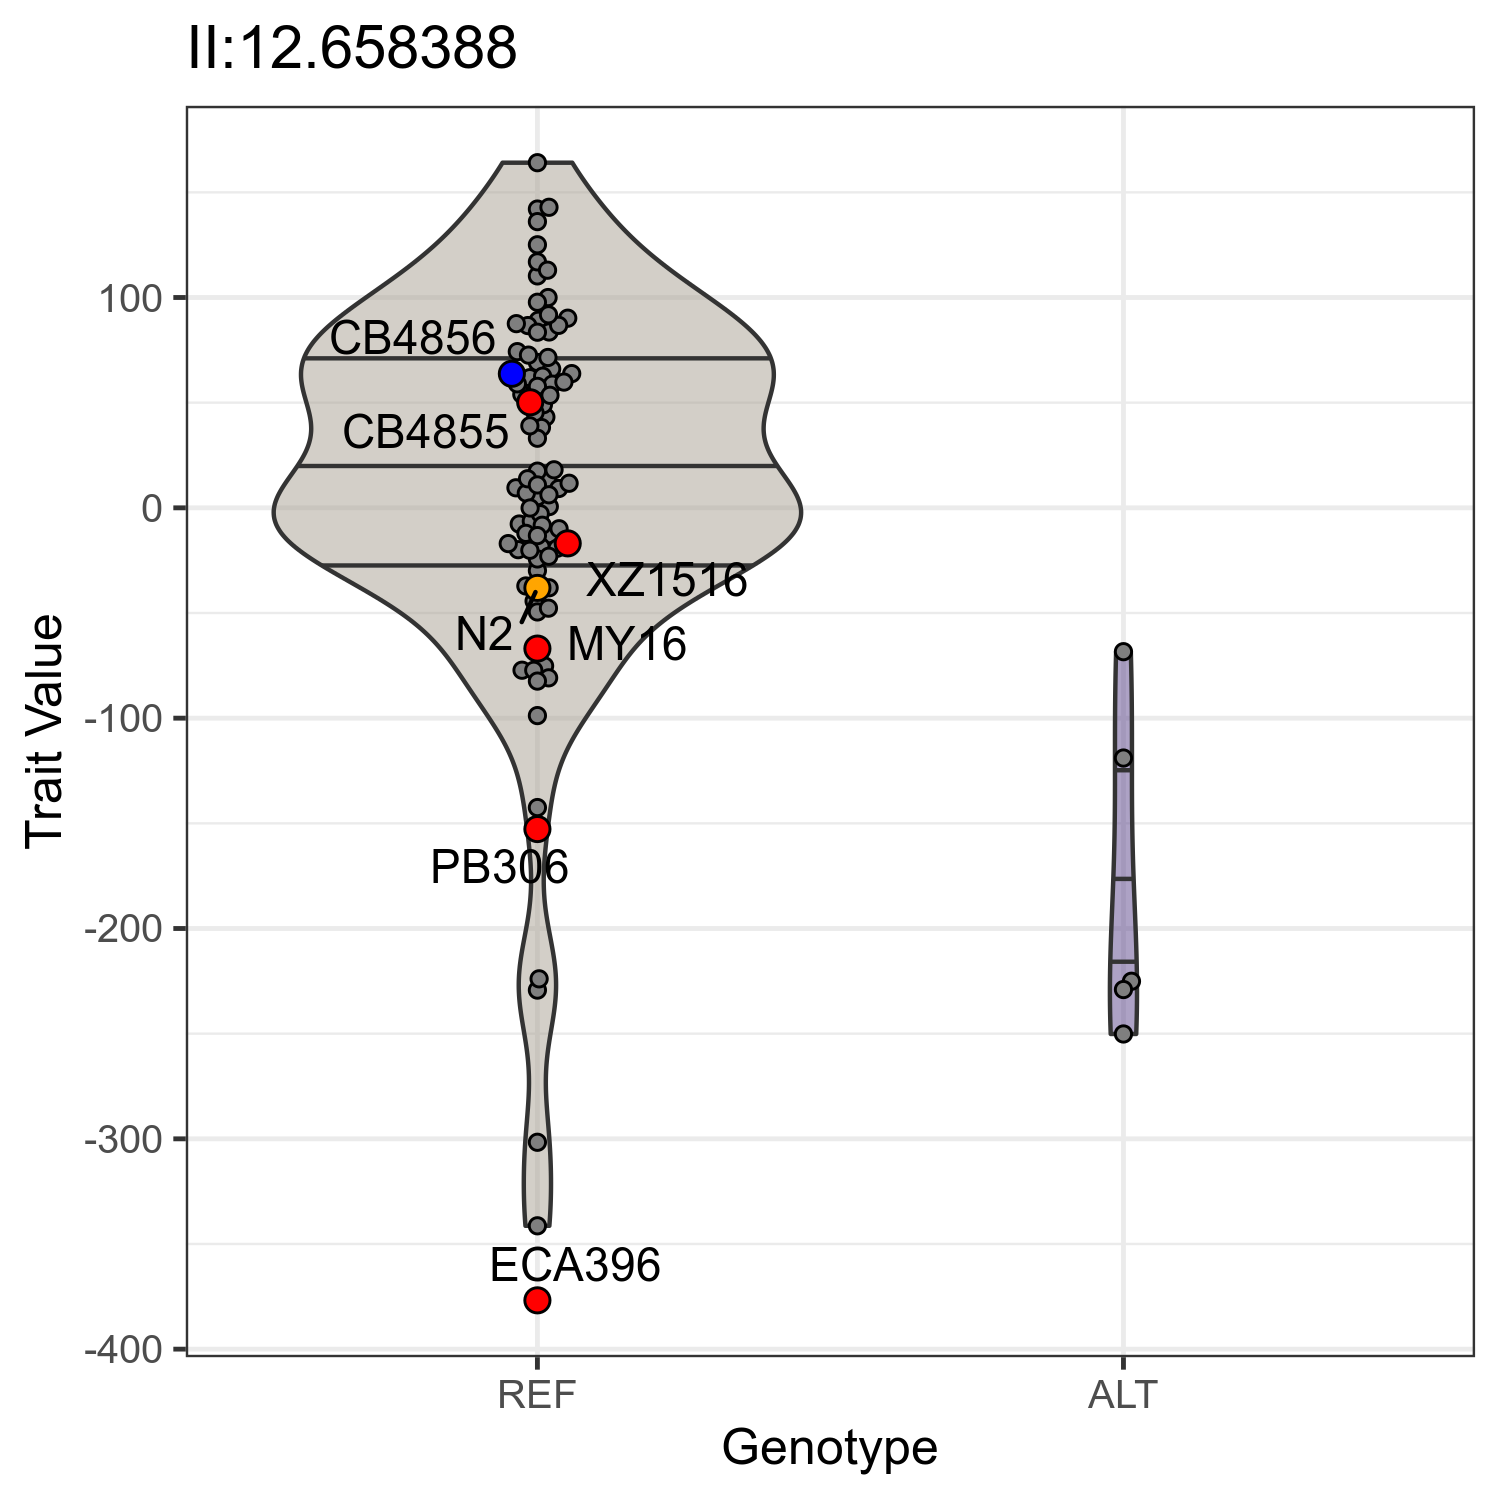 II:12.658388
Trait Value
100
0
-100
-200
-300
-400
CB4856
CB4855
XZ1516
N2
MY16
PB306
ECA396
REF
ALT
Genotype